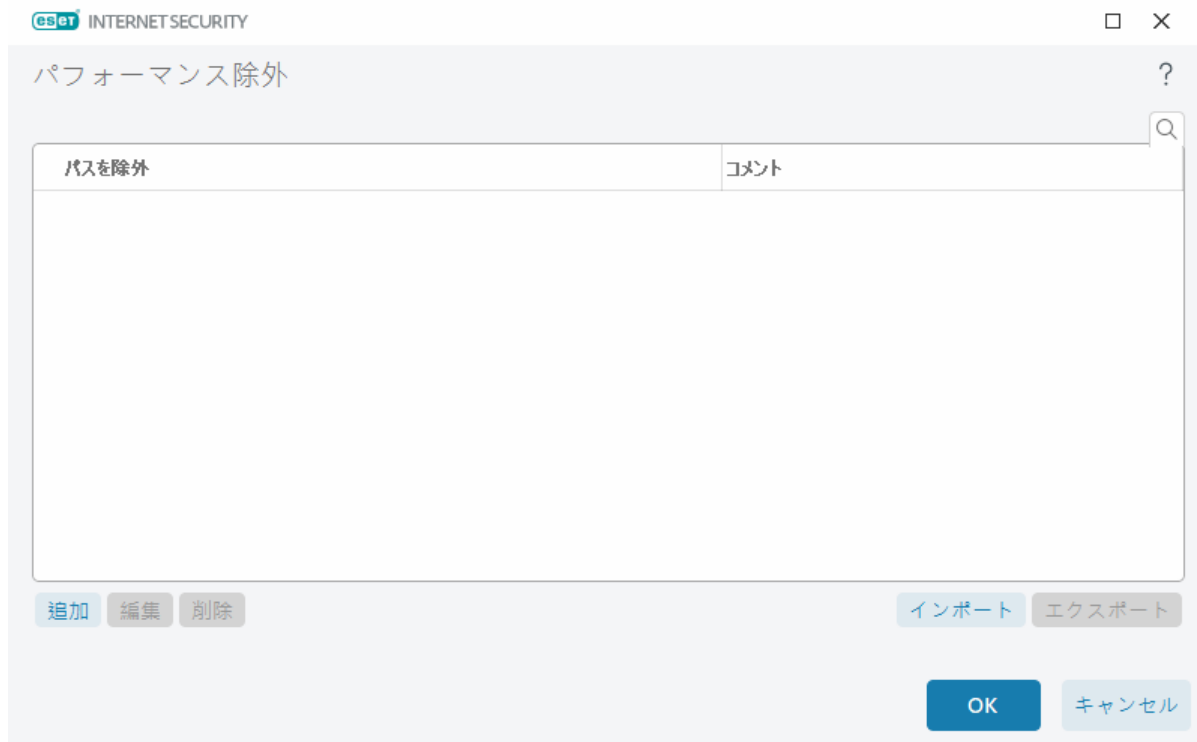 eset INTERNET SECURITY
パフォーマンス除外
?
パスを除外 コメント
追加 編集 削除 インポート エクスポート
OK キャンセル